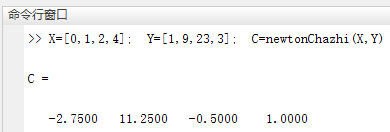 命令行窗口
>> X=[0,1,2,4]; Y=[1,9,23,3]; C=newtonChazhi(X,Y)
C =
-2.7500 11.2500 -0.5000 1.0000